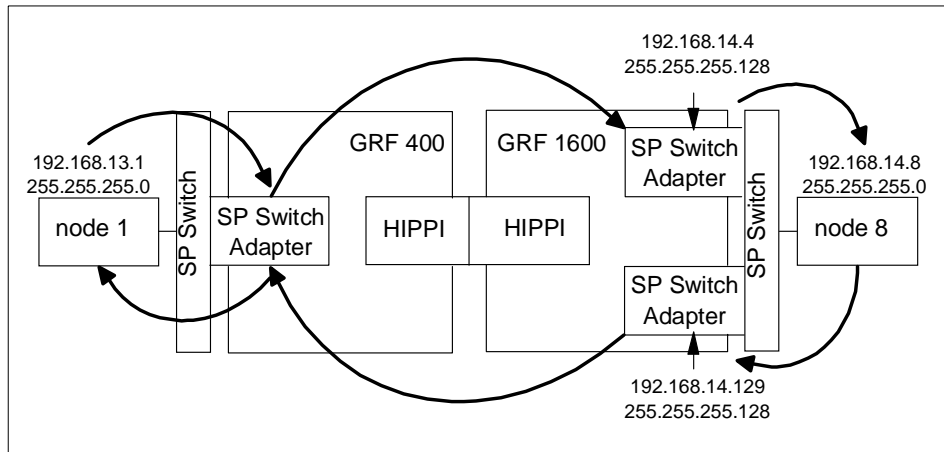 192.168.14.4
255.255.255.128
GRF 400
GRF 1600
192.168.13.1
255.255.255.0
node 1
SP Switch
SP Switch
Adapter
HIPPI
HIPPI
SP Switch
Adapter
SP Switch
Adapter
SP Switch
192.168.14.8
255.255.255.0
node 8
192.168.14.129
255.255.255.128